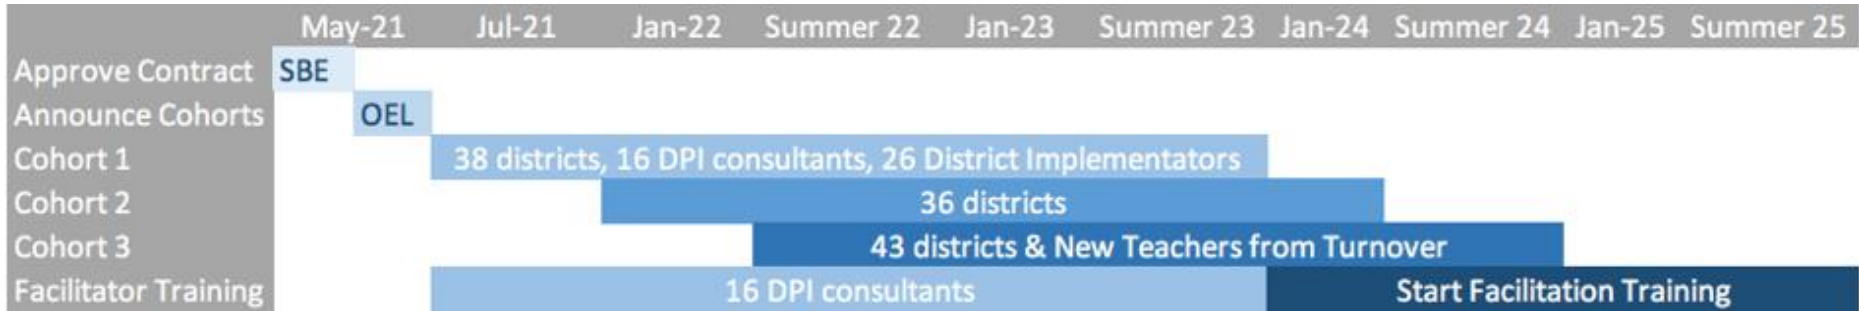 May-21 Jul-21 Jan-22 Summer 22 Jan-23 Summer 23 Jan-24 Summer 24 Jan-25 Summer 25
Approve Contract SBE
Announce Cohorts OEL
Cohort 1 38 districts, 16 DPI consultants, 26 District Implementators
Cohort 2 36 districts
Cohort 3 43 districts & New Teachers from Turnover
Facilitator Training 16 DPI consultants Start Facilitation Training